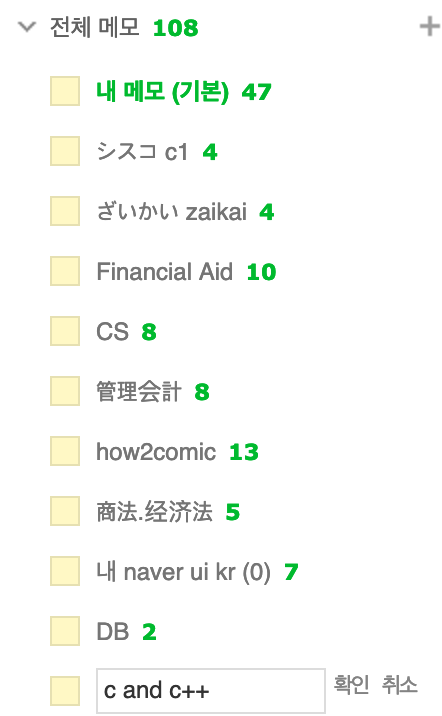 전체 메모 108
내 메모 (기본) 47
シスコ c1 4
ざいかい zaikai 4
Financial Aid 10
CS 8
管理会計 8
how2comic 13
商法.经济法 5
내 naver ui kr (0) 7
DB 2
c and c++ 확인 취소